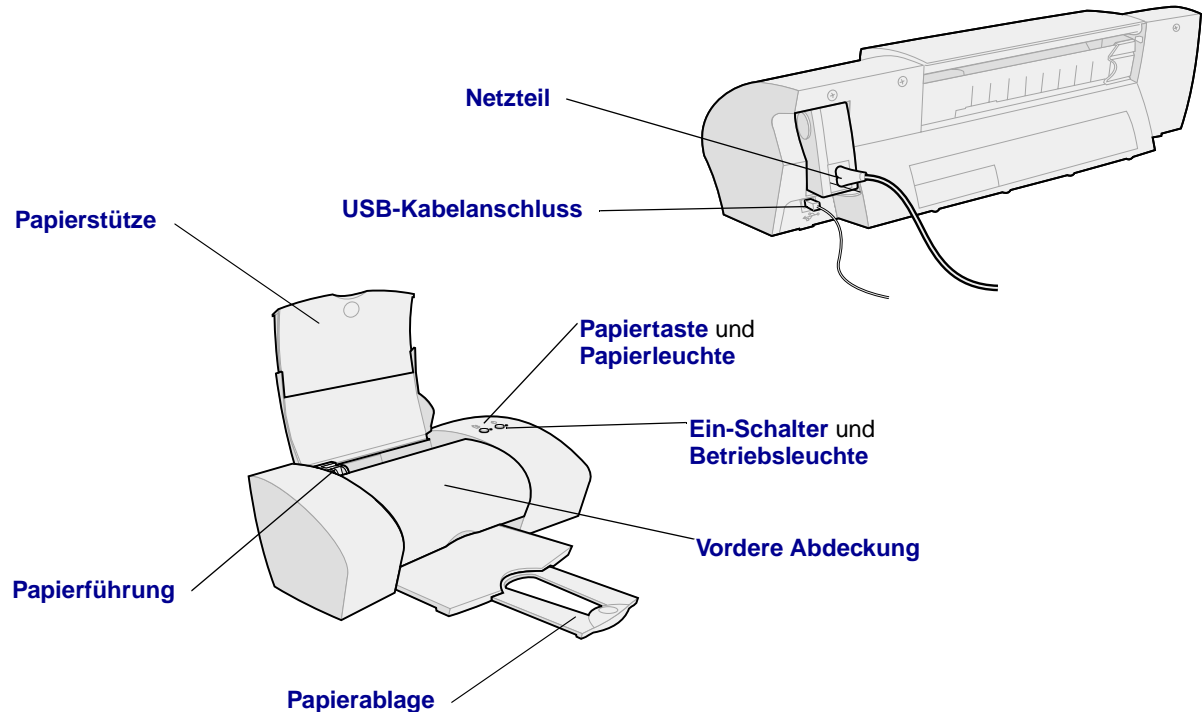 Netzteil
USB-Kabelanschluss
Papierstütze
Papiertaste und
Papierleuchte
Ein-Schalter und
Betriebsleuchte
Vordere Abdeckung
Papierführung
Papierablage